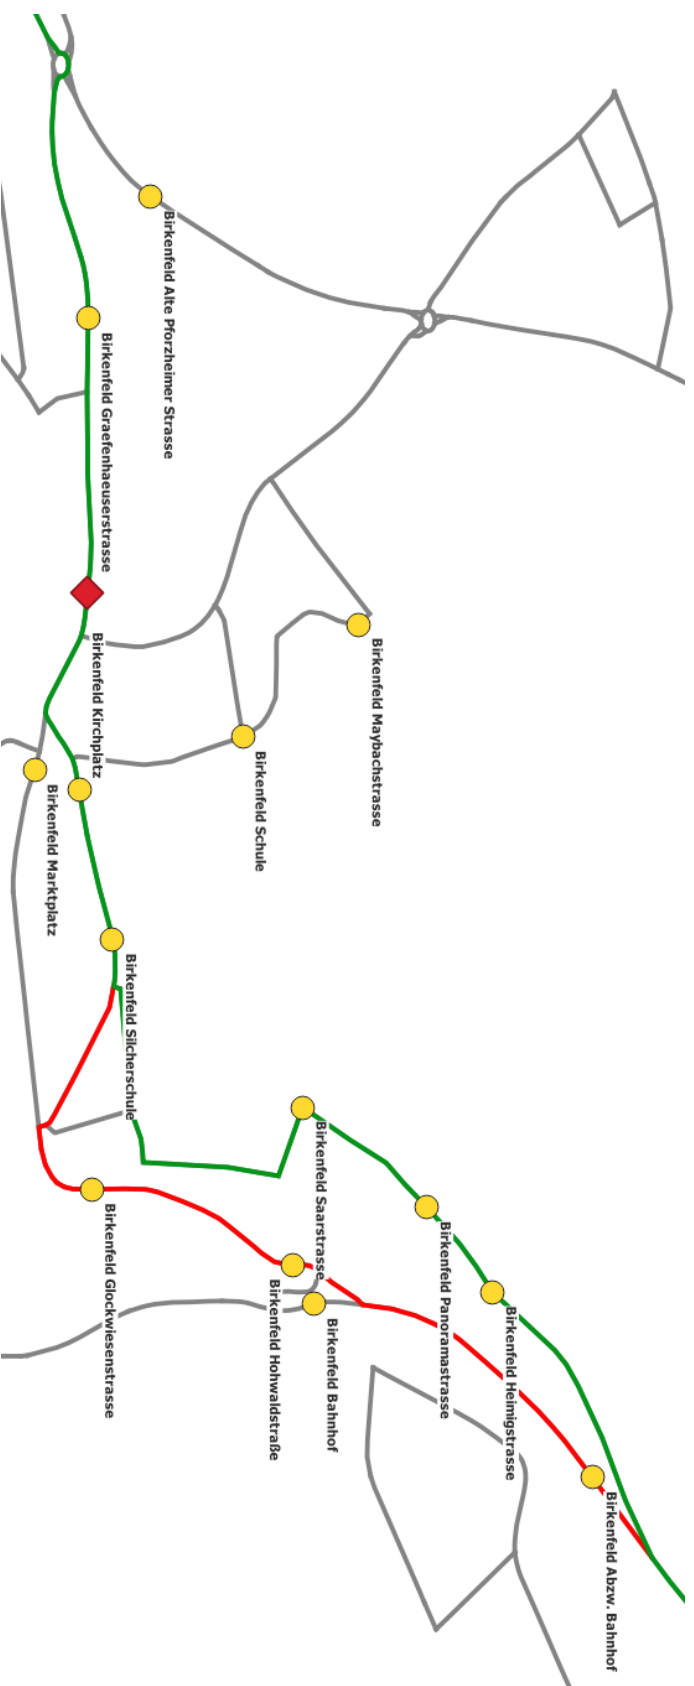 Birkenfeld Alte Pforzheimer Strasse
Birkenfeld Graefenhaeuserstrasse
Birkenfeld Kirchplatz
Birkenfeld Maybachstrasse
Birkenfeld Schule
Birkenfeld Marktplatz
Birkenfeld Silcherschule
Birkenfeld Saarstrasse
Birkenfeld Glockwiesenstrasse
Birkenfeld Panoramastrasse
Birkenfeld Hohwaldstraße
Birkenfeld Heimigstrasse
Birkenfeld Bahnhof
Birkenfeld Abzw. Bahnhof